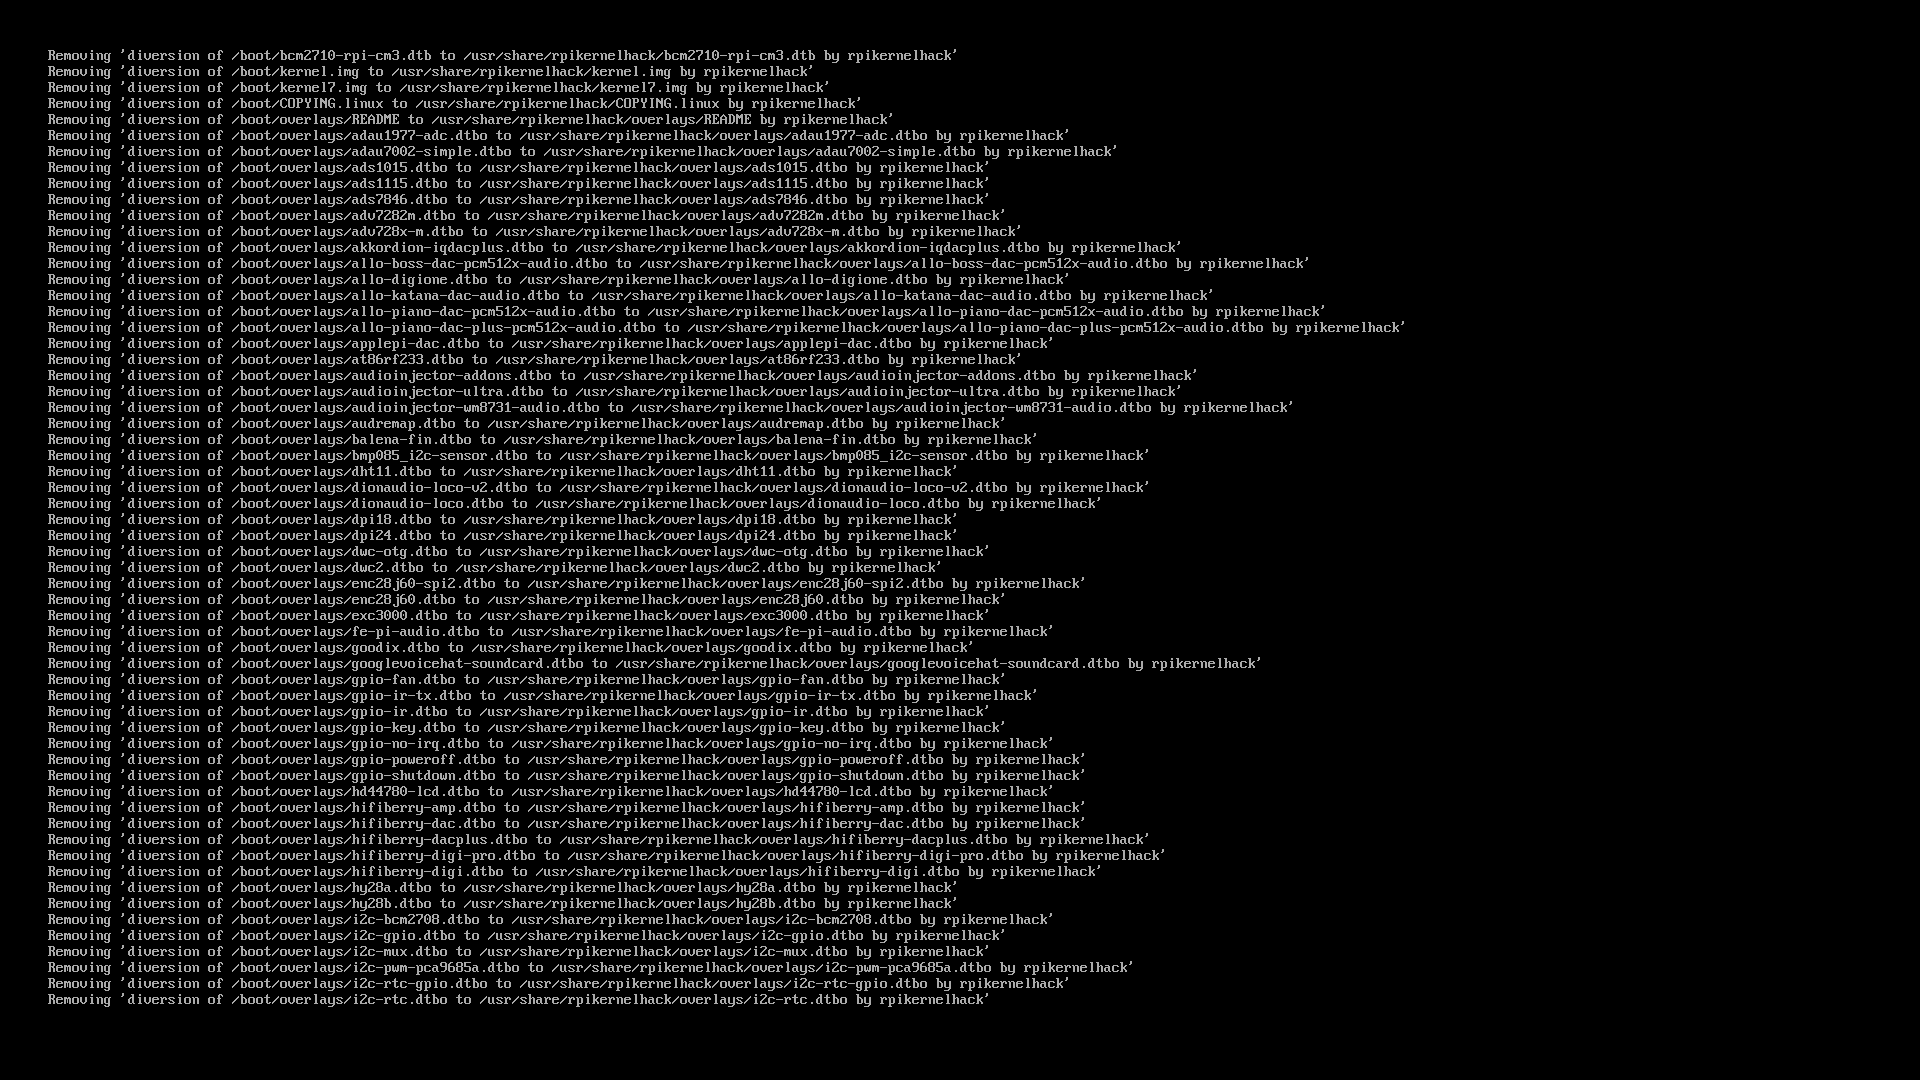 Removing 'diversion of /boot/bcm2710-rpi-cm3.dtb to /usr/share/rpikernelhack/bcm2710-rpi-cm3.dtb by rpikernelhack'
Removing 'diversion of /boot/kernel.img to /usr/share/rpikernelhack/kernel.img by rpikernelhack'
Removing 'diversion of /boot/kernel7.img to /usr/share/rpikernelhack/kernel7.img by rpikernelhack'
Removing 'diversion of /boot/COPYING.linux to /usr/share/rpikernelhack/COPYING.linux by rpikernelhack'
Removing 'diversion of /boot/overlays/README to /usr/share/rpikernelhack/overlays/README by rpikernelhack'
Removing 'diversion of /boot/overlays/adau1977-adc.dtbo to /usr/share/rpikernelhack/overlays/adau1977-adc.dtbo by rpikernelhack'
Removing 'diversion of /boot/overlays/adau7002-simple.dtbo to /usr/share/rpikernelhack/overlays/adau7002-simple.dtbo by rpikernelhack'
Removing 'diversion of /boot/overlays/ads1015.dtbo to /usr/share/rpikernelhack/overlays/ads1015.dtbo by rpikernelhack'
Removing 'diversion of /boot/overlays/ads1115.dtbo to /usr/share/rpikernelhack/overlays/ads1115.dtbo by rpikernelhack'
Removing 'diversion of /boot/overlays/ads7846.dtbo to /usr/share/rpikernelhack/overlays/ads7846.dtbo by rpikernelhack'
Removing 'diversion of /boot/overlays/adv7282m.dtbo to /usr/share/rpikernelhack/overlays/adv7282m.dtbo by rpikernelhack'
Removing 'diversion of /boot/overlays/adv728x-m.dtbo to /usr/share/rpikernelhack/overlays/adv728x-m.dtbo by rpikernelhack'
Removing 'diversion of /boot/overlays/akkordion-iqdacplus.dtbo to /usr/share/rpikernelhack/overlays/akkordion-iqdacplus.dtbo by rpikernelhack'
Removing 'diversion of /boot/overlays/allo-boss-dac-pcm512x-audio.dtbo to /usr/share/rpikernelhack/overlays/allo-boss-dac-pcm512x-audio.dtbo by rpikernelhack'
Removing 'diversion of /boot/overlays/allo-digione.dtbo to /usr/share/rpikernelhack/overlays/allo-digione.dtbo by rpikernelhack'
Removing 'diversion of /boot/overlays/allo-katana-dac-audio.dtbo to /usr/share/rpikernelhack/overlays/allo-katana-dac-audio.dtbo by rpikernelhack'
Removing 'diversion of /boot/overlays/allo-piano-dac-pcm512x-audio.dtbo to /usr/share/rpikernelhack/overlays/allo-piano-dac-pcm512x-audio.dtbo by rpikernelhack'
Removing 'diversion of /boot/overlays/allo-piano-dac-plus-pcm512x-audio.dtbo to /usr/share/rpikernelhack/overlays/allo-piano-dac-plus-pcm512x-audio.dtbo by rpikernelhack'
Removing 'diversion of /boot/overlays/applepi-dac.dtbo to /usr/share/rpikernelhack/overlays/applepi-dac.dtbo by rpikernelhack'
Removing 'diversion of /boot/overlays/at86rf233.dtbo to /usr/share/rpikernelhack/overlays/at86rf233.dtbo by rpikernelhack'
Removing 'diversion of /boot/overlays/audioinjector-addons.dtbo to /usr/share/rpikernelhack/overlays/audioinjector-addons.dtbo by rpikernelhack'
Removing 'diversion of /boot/overlays/audioinjector-ultra.dtbo to /usr/share/rpikernelhack/overlays/audioinjector-ultra.dtbo by rpikernelhack'
Removing 'diversion of /boot/overlays/audioinjector-wm8731-audio.dtbo to /usr/share/rpikernelhack/overlays/audioinjector-wm8731-audio.dtbo by rpikernelhack'
Removing 'diversion of /boot/overlays/audremap.dtbo to /usr/share/rpikernelhack/overlays/audremap.dtbo by rpikernelhack'
Removing 'diversion of /boot/overlays/balena-fin.dtbo to /usr/share/rpikernelhack/overlays/balena-fin.dtbo by rpikernelhack'
Removing 'diversion of /boot/overlays/bmp085_i2c-sensor.dtbo to /usr/share/rpikernelhack/overlays/bmp085_i2c-sensor.dtbo by rpikernelhack'
Removing 'diversion of /boot/overlays/dht11.dtbo to /usr/share/rpikernelhack/overlays/dht11.dtbo by rpikernelhack'
Removing 'diversion of /boot/overlays/dionaudio-loco-v2.dtbo to /usr/share/rpikernelhack/overlays/dionaudio-loco-v2.dtbo by rpikernelhack'
Removing 'diversion of /boot/overlays/dionaudio-loco.dtbo to /usr/share/rpikernelhack/overlays/dionaudio-loco.dtbo by rpikernelhack'
Removing 'diversion of /boot/overlays/dpi18.dtbo to /usr/share/rpikernelhack/overlays/dpi18.dtbo by rpikernelhack'
Removing 'diversion of /boot/overlays/dpi24.dtbo to /usr/share/rpikernelhack/overlays/dpi24.dtbo by rpikernelhack'
Removing 'diversion of /boot/overlays/dwc-otg.dtbo to /usr/share/rpikernelhack/overlays/dwc-otg.dtbo by rpikernelhack'
Removing 'diversion of /boot/overlays/dwc2.dtbo to /usr/share/rpikernelhack/overlays/dwc2.dtbo by rpikernelhack'
Removing 'diversion of /boot/overlays/enc28j60-spi2.dtbo to /usr/share/rpikernelhack/overlays/enc28j60-spi2.dtbo by rpikernelhack'
Removing 'diversion of /boot/overlays/enc28j60.dtbo to /usr/share/rpikernelhack/overlays/enc28j60.dtbo by rpikernelhack'
Removing 'diversion of /boot/overlays/exc3000.dtbo to /usr/share/rpikernelhack/overlays/exc3000.dtbo by rpikernelhack'
Removing 'diversion of /boot/overlays/fe-pi-audio.dtbo to /usr/share/rpikernelhack/overlays/fe-pi-audio.dtbo by rpikernelhack'
Removing 'diversion of /boot/overlays/goodix.dtbo to /usr/share/rpikernelhack/overlays/goodix.dtbo by rpikernelhack'
Removing 'diversion of /boot/overlays/googlevoicehat-soundcard.dtbo to /usr/share/rpikernelhack/overlays/googlevoicehat-soundcard.dtbo by rpikernelhack'
Removing 'diversion of /boot/overlays/gpio-fan.dtbo to /usr/share/rpikernelhack/overlays/gpio-fan.dtbo by rpikernelhack'
Removing 'diversion of /boot/overlays/gpio-ir-tx.dtbo to /usr/share/rpikernelhack/overlays/gpio-ir-tx.dtbo by rpikernelhack'
Removing 'diversion of /boot/overlays/gpio-ir.dtbo to /usr/share/rpikernelhack/overlays/gpio-ir.dtbo by rpikernelhack'
Removing 'diversion of /boot/overlays/gpio-key.dtbo to /usr/share/rpikernelhack/overlays/gpio-key.dtbo by rpikernelhack'
Removing 'diversion of /boot/overlays/gpio-no-irq.dtbo to /usr/share/rpikernelhack/overlays/gpio-no-irq.dtbo by rpikernelhack'
Removing 'diversion of /boot/overlays/gpio-poweroff.dtbo to /usr/share/rpikernelhack/overlays/gpio-poweroff.dtbo by rpikernelhack'
Removing 'diversion of /boot/overlays/gpio-shutdown.dtbo to /usr/share/rpikernelhack/overlays/gpio-shutdown.dtbo by rpikernelhack'
Removing 'diversion of /boot/overlays/hd44780-lcd.dtbo to /usr/share/rpikernelhack/overlays/hd44780-lcd.dtbo by rpikernelhack'
Removing 'diversion of /boot/overlays/hifiberry-amp.dtbo to /usr/share/rpikernelhack/overlays/hifiberry-amp.dtbo by rpikernelhack'
Removing 'diversion of /boot/overlays/hifiberry-dac.dtbo to /usr/share/rpikernelhack/overlays/hifiberry-dac.dtbo by rpikernelhack'
Removing 'diversion of /boot/overlays/hifiberry-dacplus.dtbo to /usr/share/rpikernelhack/overlays/hifiberry-dacplus.dtbo by rpikernelhack'
Removing 'diversion of /boot/overlays/hifiberry-digi-pro.dtbo to /usr/share/rpikernelhack/overlays/hifiberry-digi-pro.dtbo by rpikernelhack'
Removing 'diversion of /boot/overlays/hifiberry-digi.dtbo to /usr/share/rpikernelhack/overlays/hifiberry-digi.dtbo by rpikernelhack'
Removing 'diversion of /boot/overlays/hy28a.dtbo to /usr/share/rpikernelhack/overlays/hy28a.dtbo by rpikernelhack'
Removing 'diversion of /boot/overlays/hy28b.dtbo to /usr/share/rpikernelhack/overlays/hy28b.dtbo by rpikernelhack'
Removing 'diversion of /boot/overlays/i2c-bcm2708.dtbo to /usr/share/rpikernelhack/overlays/i2c-bcm2708.dtbo by rpikernelhack'
Removing 'diversion of /boot/overlays/i2c-gpio.dtbo to /usr/share/rpikernelhack/overlays/i2c-gpio.dtbo by rpikernelhack'
Removing 'diversion of /boot/overlays/i2c-mux.dtbo to /usr/share/rpikernelhack/overlays/i2c-mux.dtbo by rpikernelhack'
Removing 'diversion of /boot/overlays/i2c-pwm-pca9685a.dtbo to /usr/share/rpikernelhack/overlays/i2c-pwm-pca9685a.dtbo by rpikernelhack'
Removing 'diversion of /boot/overlays/i2c-rtc-gpio.dtbo to /usr/share/rpikernelhack/overlays/i2c-rtc-gpio.dtbo by rpikernelhack'
Removing 'diversion of /boot/overlays/i2c-rtc.dtbo to /usr/share/rpikernelhack/overlays/i2c-rtc.dtbo by rpikernelhack'